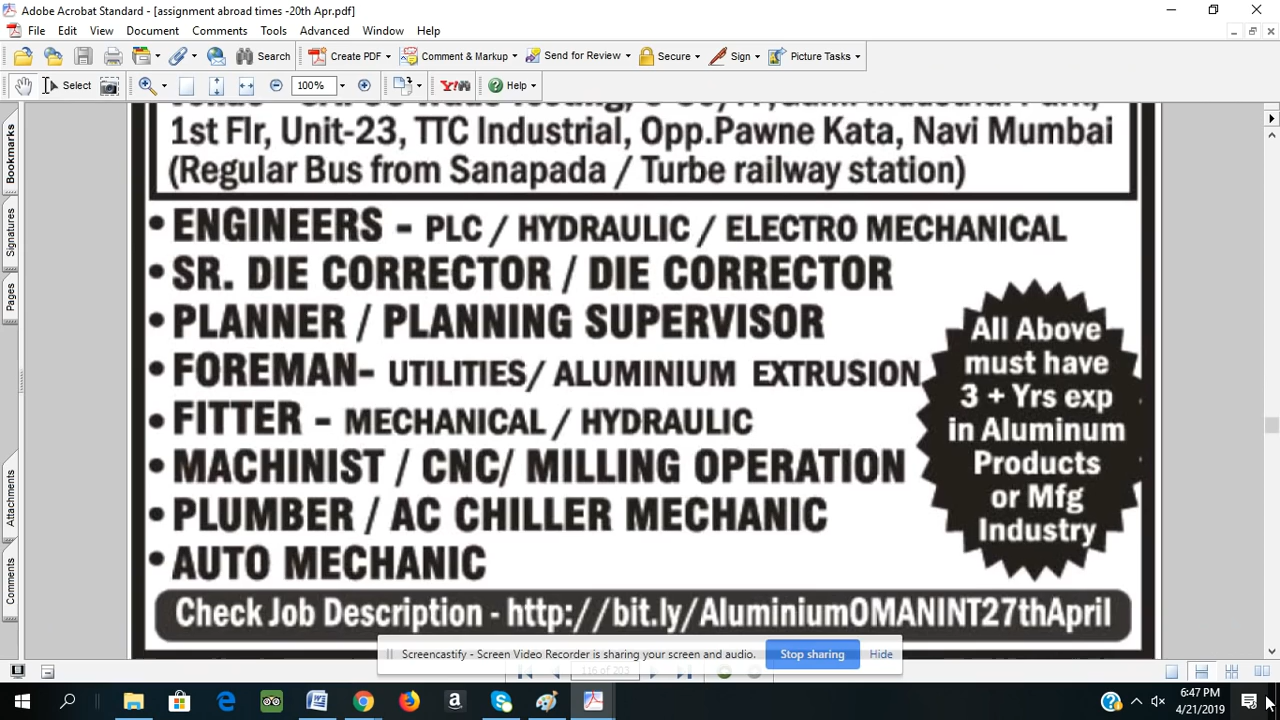 Adobe Acrobat Standard - [assignment abroad times -20th Apr.pdf]
File Edit View Document Comments Tools Advanced Window Help
Search Create PDF Comment & Markup Send for Review Secure Sign Picture Tasks
Select 100% Y! Help
Bookmarks
Signatures
Pages
Attachments
Comments
1st Flr, Unit-23, TTC Industrial, Opp.Pawne Kata, Navi Mumbai
(Regular Bus from Sanapada / Turbe railway station)
• ENGINEERS - PLC / HYDRAULIC / ELECTRO MECHANICAL
• SR. DIE CORRECTOR / DIE CORRECTOR
• PLANNER / PLANNING SUPERVISOR
• FOREMAN- UTILITIES/ ALUMINIUM EXTRUSION
• FITTER - MECHANICAL / HYDRAULIC
• MACHINIST / CNC/ MILLING OPERATION
• PLUMBER / AC CHILLER MECHANIC
• AUTO MECHANIC
All Above
must have
3 + Yrs exp
in Aluminum
Products
or Mfg
Industry
Check Job Description - http://bit.ly/AluminiumOMANINT27thApril
Screencastify - Screen Video Recorder is sharing your screen and audio. Stop sharing Hide
116 of 203
6:47 PM
4/21/2019